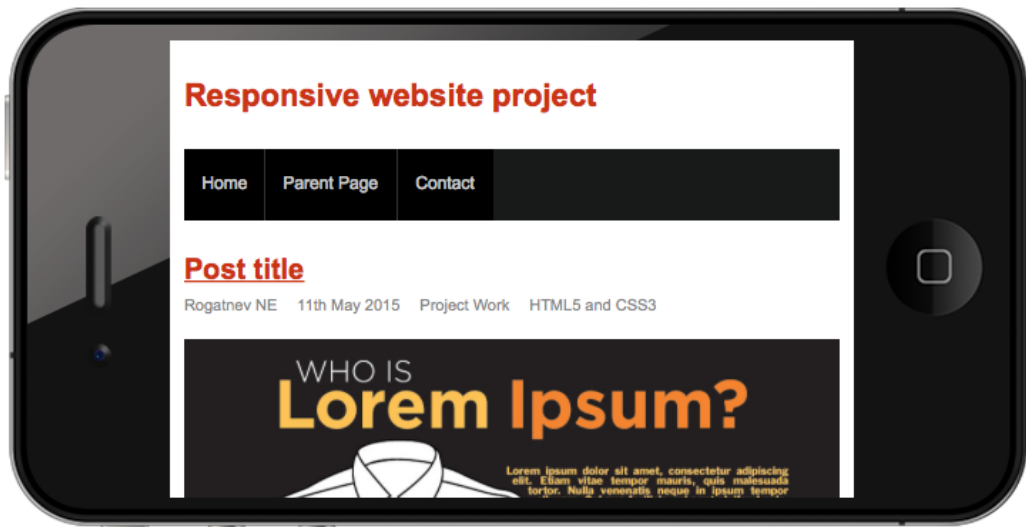 Responsive website project
Home Parent Page Contact
Post title
Rogatnev NE 11th May 2015 Project Work HTML5 and CSS3
WHO IS
Lorem Ipsum?
Lorem ipsum dolor sit amet, consectetur adipiscing
elit. Etiam vitae tempor mauris, quis malesuada
tortor. Nulla venenatis neque in ipsum tempor